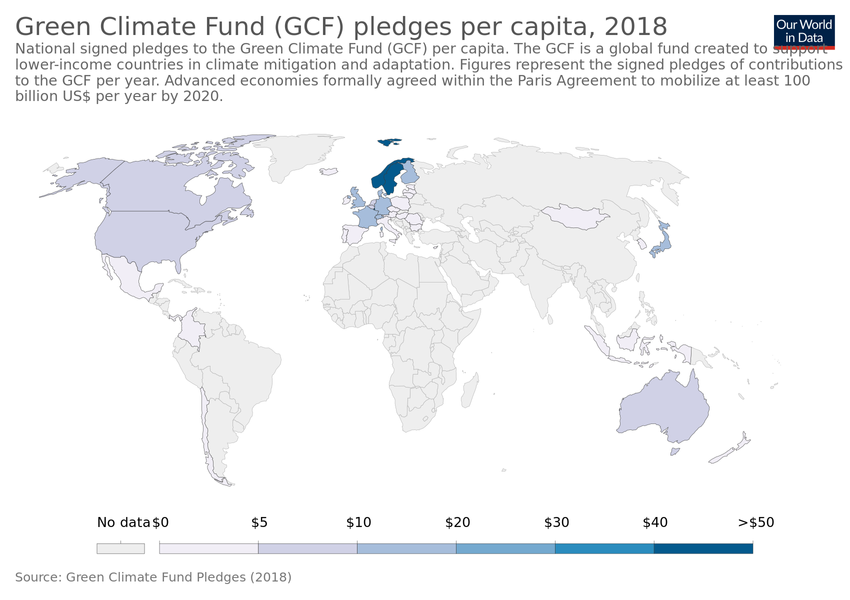 Green Climate Fund (GCF) pledges per capita, 2018
Our World
in Data
National signed pledges to the Green Climate Fund (GCF) per capita. The GCF is a global fund created to support
lower-income countries in climate mitigation and adaptation. Figures represent the signed pledges of contributions
to the GCF per year. Advanced economies formally agreed within the Paris Agreement to mobilize at least 100
billion US$ per year by 2020.
No data $0 $5 $10 $20 $30 $40 >$50
Source: Green Climate Fund Pledges (2018)